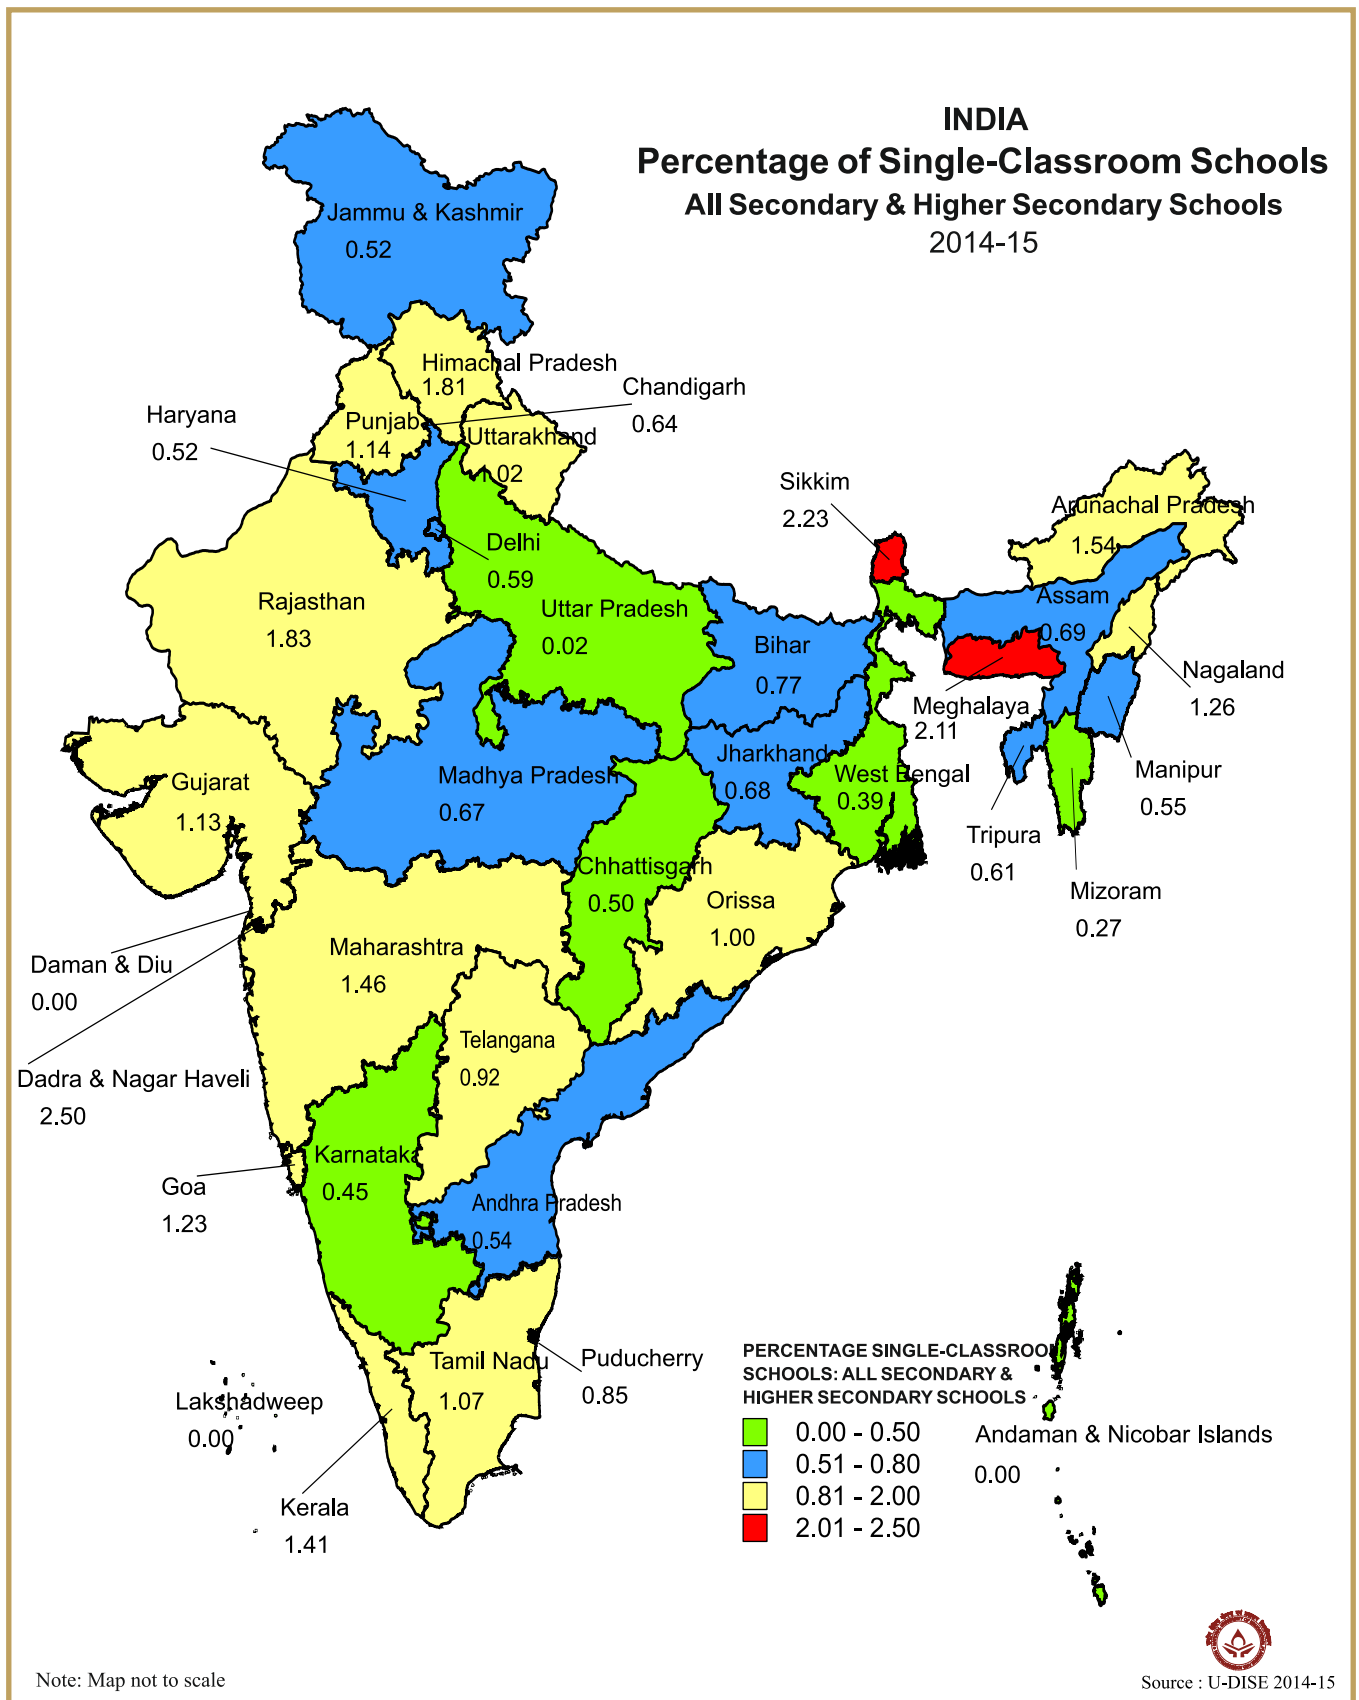 INDIA
Percentage of Single-Classroom Schools
All Secondary & Higher Secondary Schools
2014-15
Jammu & Kashmir
0.52
Himachal Pradesh
1.81
Chandigarh
0.64
Haryana
0.52
Punjab
1.14
Uttarakhand
1.02
Sikkim
2.23
Arunachal Pradesh
1.54
Delhi
0.59
Rajasthan
1.83
Uttar Pradesh
0.02
Assam
0.69
Bihar
0.77
Nagaland
1.26
Meghalaya
2.11
Gujarat
1.13
Madhya Pradesh
0.67
Jharkhand
0.68
West Bengal
0.39
Manipur
0.55
Tripura
0.61
Mizoram
0.27
Chhattisgarh
0.50
Orissa
1.00
Daman & Diu
0.00
Maharashtra
1.46
Telangana
0.92
Dadra & Nagar Haveli
2.50
Karnataka
0.45
Goa
1.23
Andhra Pradesh
0.54
Tamil Nadu
1.07
Puducherry
0.85
Lakshadweep
0.00
Kerala
1.41
PERCENTAGE SINGLE-CLASSROOM
SCHOOLS: ALL SECONDARY &
HIGHER SECONDARY SCHOOLS
0.00 - 0.50
0.51 - 0.80
0.81 - 2.00
2.01 - 2.50
Andaman & Nicobar Islands
0.00
Note: Map not to scale
Source : U-DISE 2014-15